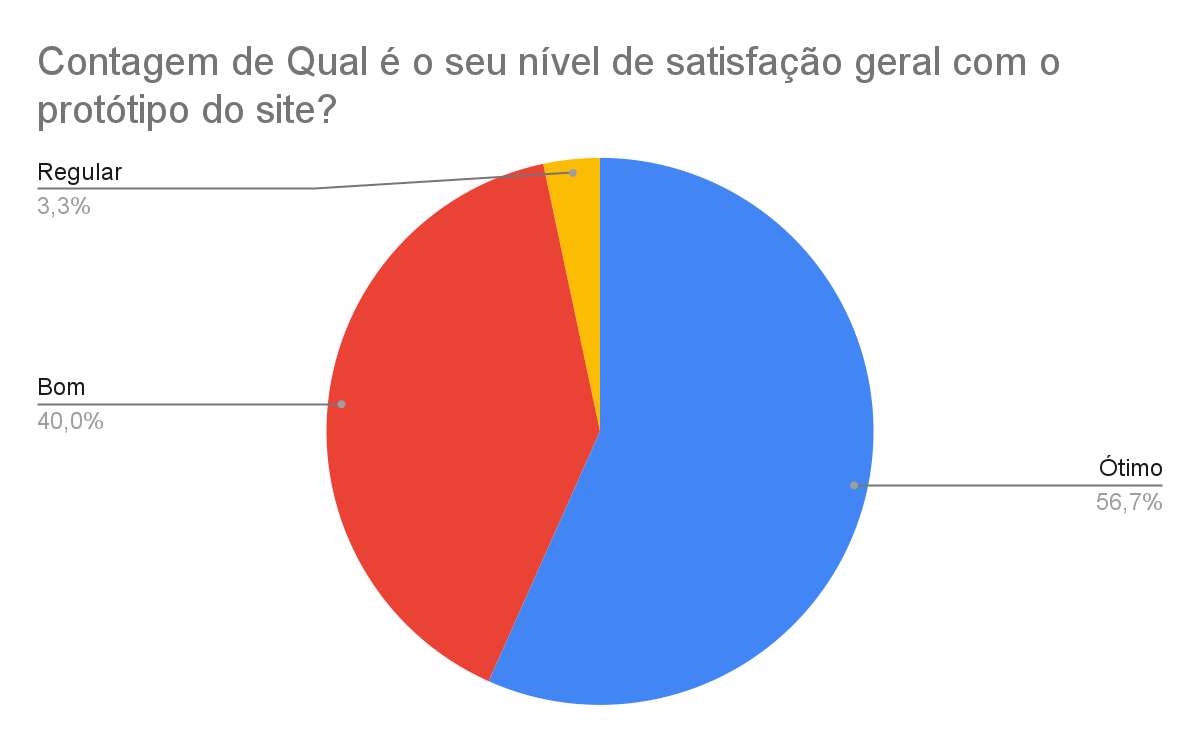 Contagem de Qual é o seu nível de satisfação geral com o
protótipo do site?
Regular
3,3%
Bom
40,0%
Ótimo
56,7%